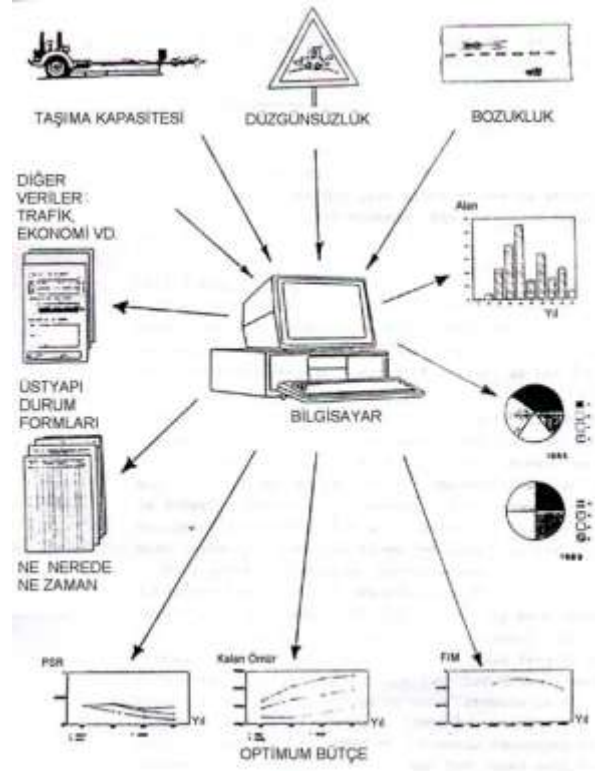 TAŞIMA KAPASİTESİ
DÜZGÜNSÜZLÜK
BOZUKLUK
DİĞER
VERİLER:
TRAFİK,
EKONOMİ VD.
Alan
Yıl
ÜSTYAPI
DURUM
FORMLARI
BİLGİSAYAR
NE NEREDE
NE ZAMAN
PSR
Yıl
Kalan Ömür
Yıl
F/M
Yıl
OPTİMUM BÜTÇE